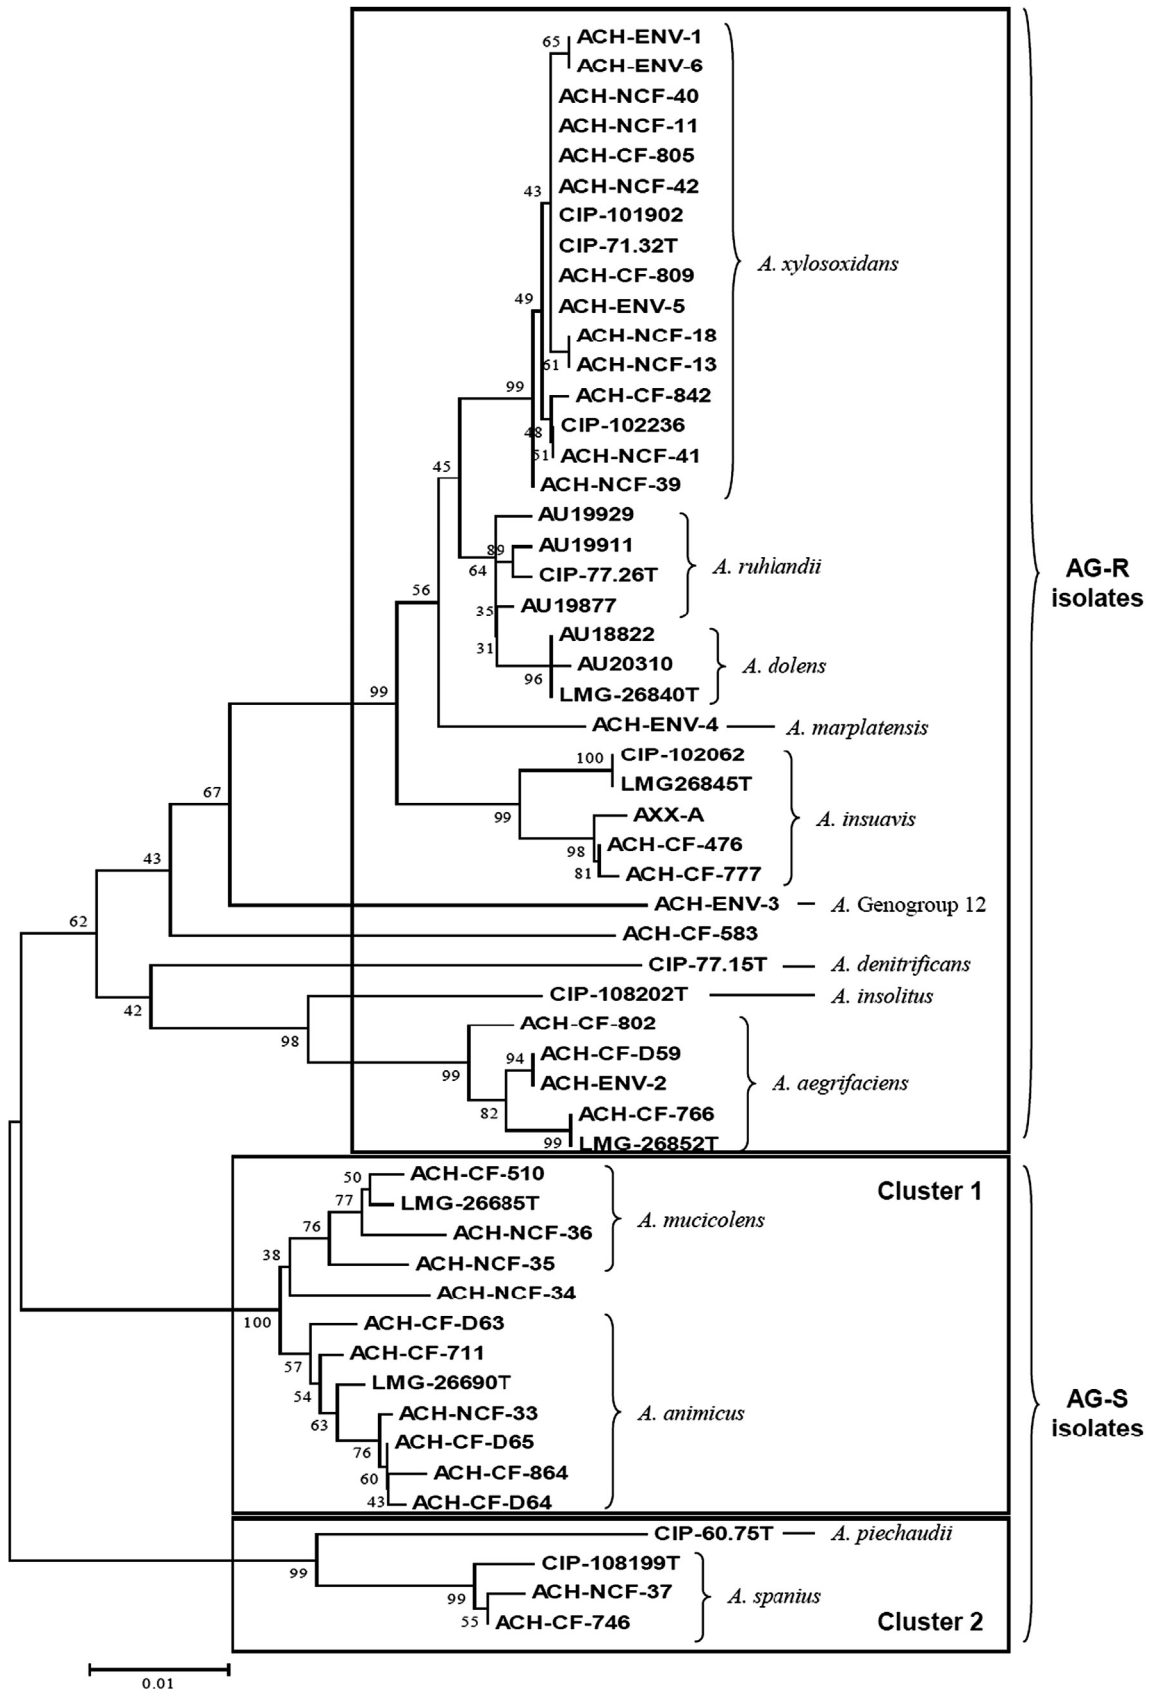 65
ACH-ENV-1
ACH-ENV-6
ACH-NCF-40
ACH-NCF-11
ACH-CF-805
43
ACH-NCF-42
CIP-101902
CIP-71.32T
A. xylosoxidans
ACH-CF-809
49
ACH-ENV-5
ACH-NCF-18
61
ACH-NCF-13
99
ACH-CF-842
48
CIP-102236
51
ACH-NCF-41
45
ACH-NCF-39
AU19929
89
AU19911
64
CIP-77.26T
A. ruhlandii
56
35
AU19877
31
AU18822
96
AU20310
A. dolens
LMG-26840T
99
ACH-ENV-4
A. marplatensis
100
CIP-102062
LMG26845T
67
99
AXX-A
A. insuavis
98
ACH-CF-476
43
81
ACH-CF-777
ACH-ENV-3
A. Genogroup 12
62
ACH-CF-583
CIP-77.15T
A. denitrificans
42
CIP-108202T
A. insolitus
98
ACH-CF-802
99
94
ACH-CF-D59
ACH-ENV-2
A. aegrifaciens
82
ACH-CF-766
99
LMG-26852T
AG-R
isolates
50
ACH-CF-510
Cluster 1
77
LMG-26685T
A. mucicolens
76
ACH-NCF-36
38
ACH-NCF-35
ACH-NCF-34
100
ACH-CF-D63
57
ACH-CF-711
54
LMG-26690T
63
ACH-NCF-33
A. animicus
76
ACH-CF-D65
60
ACH-CF-864
43
ACH-CF-D64
AG-S
isolates
CIP-60.75T
A. piechaudii
99
CIP-108199T
99
ACH-NCF-37
A. spanius
55
ACH-CF-746
Cluster 2
0.01